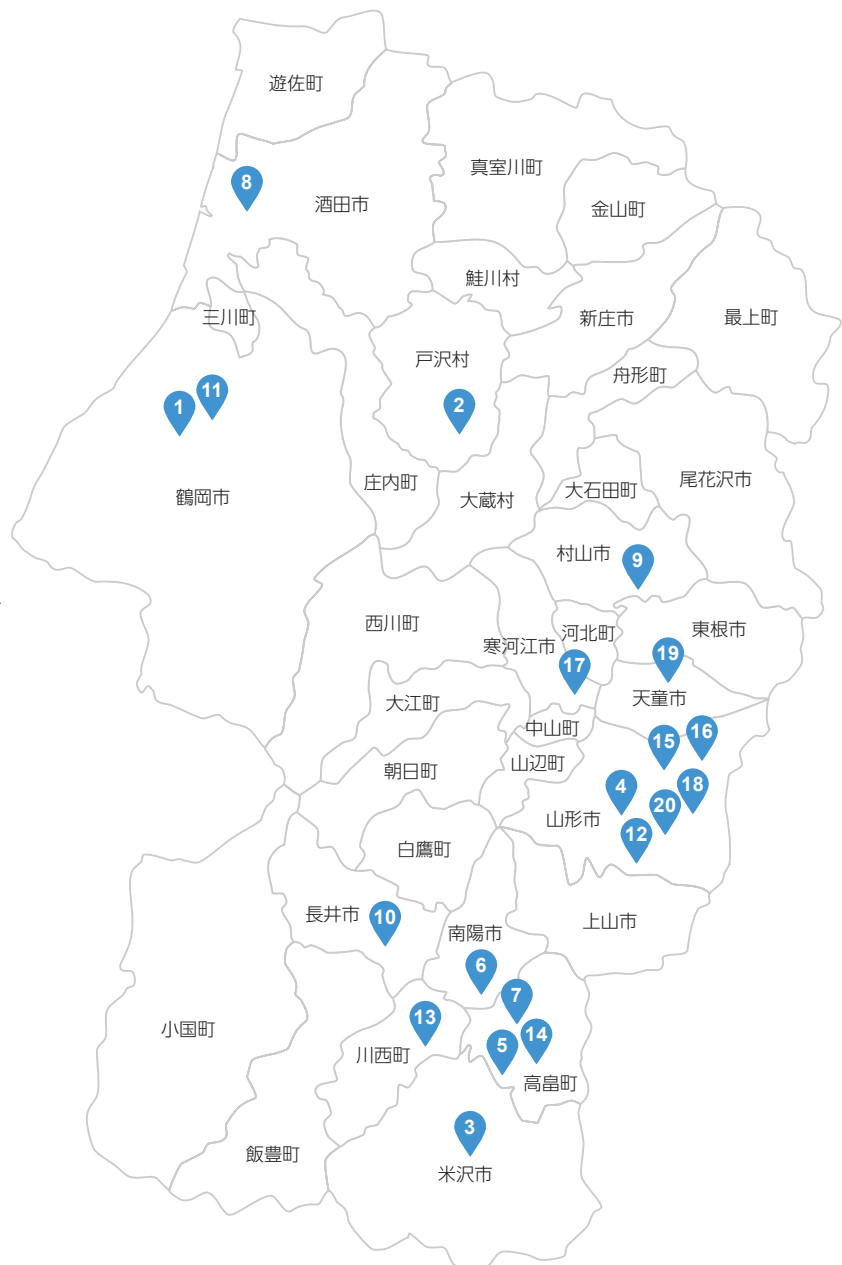 遊佐町
真室川町
8
酒田市
金山町
鮭川村
三川町
新庄市
最上町
戸沢村
舟形町
11
1
2
庄内町
尾花沢市
鶴岡市
大蔵村
大石田町
村山市
9
西川町
河北町
東根市
寒河江市
17
19
大江町
天童市
中山町
16
15
山辺町
朝日町
4
18
山形市
20
12
白鷹町
長井市
10
南陽市
上山市
6
7
小国町
13
川西町
5
14
高畠町
3
飯豊町
米沢市